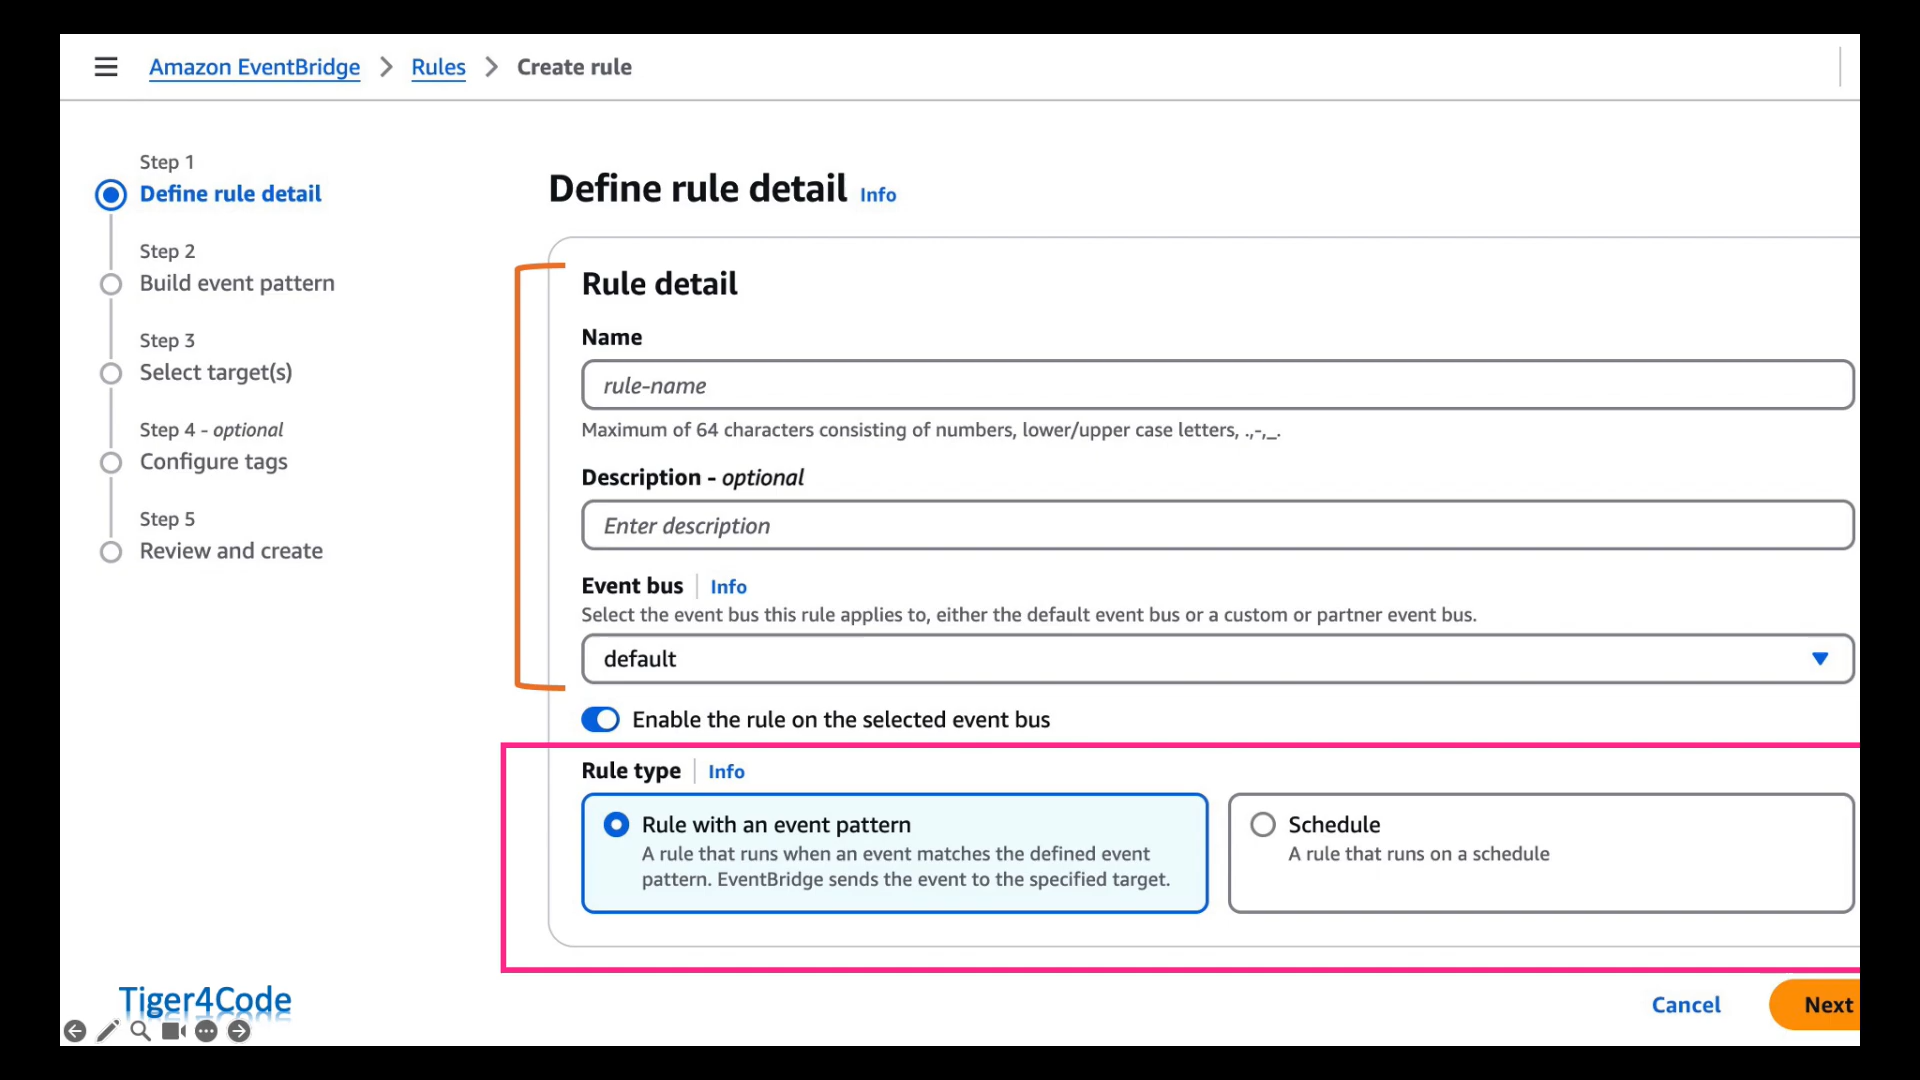 Amazon EventBridge > Rules > Create rule
Step 1
Define rule detail
Step 2
Build event pattern
Step 3
Select target(s)
Step 4 - optional
Configure tags
Step 5
Review and create
Define rule detail Info
Rule detail
Name
rule-name
Maximum of 64 characters consisting of numbers, lower/upper case letters, .,-,_.
Description - optional
Enter description
Event bus Info
Select the event bus this rule applies to, either the default event bus or a custom or partner event bus.
default
Enable the rule on the selected event bus
Rule type Info
Rule with an event pattern
A rule that runs when an event matches the defined event
pattern. EventBridge sends the event to the specified target.
Schedule
A rule that runs on a schedule
Tiger4Code
Cancel
Next